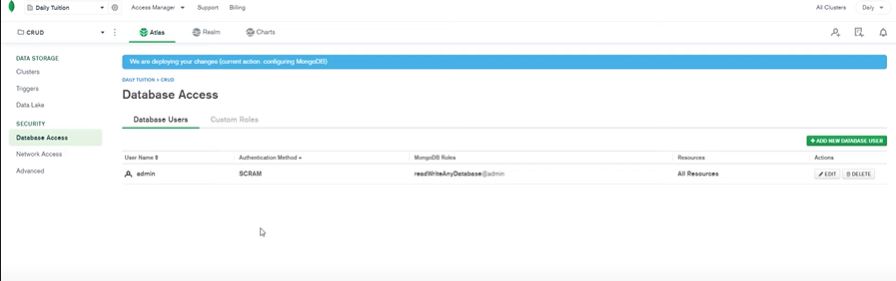 Daily Tuition Access Manager Support Billing All Clusters Daily
CRUD Atlas Realm Charts
DATA STORAGE
Clusters
Triggers
Data Lake
SECURITY
Database Access
Network Access
Advanced
We are deploying your changes (current action: configuring MongoDB)
DAILY TUITION > CRUD
Database Access
Database Users Custom Roles
+ ADD NEW DATABASE USER
User Name Authentication Method MongoDB Roles Resources Actions
admin SCRAM readWriteAnyDatabase@admin All Resources EDIT DELETE